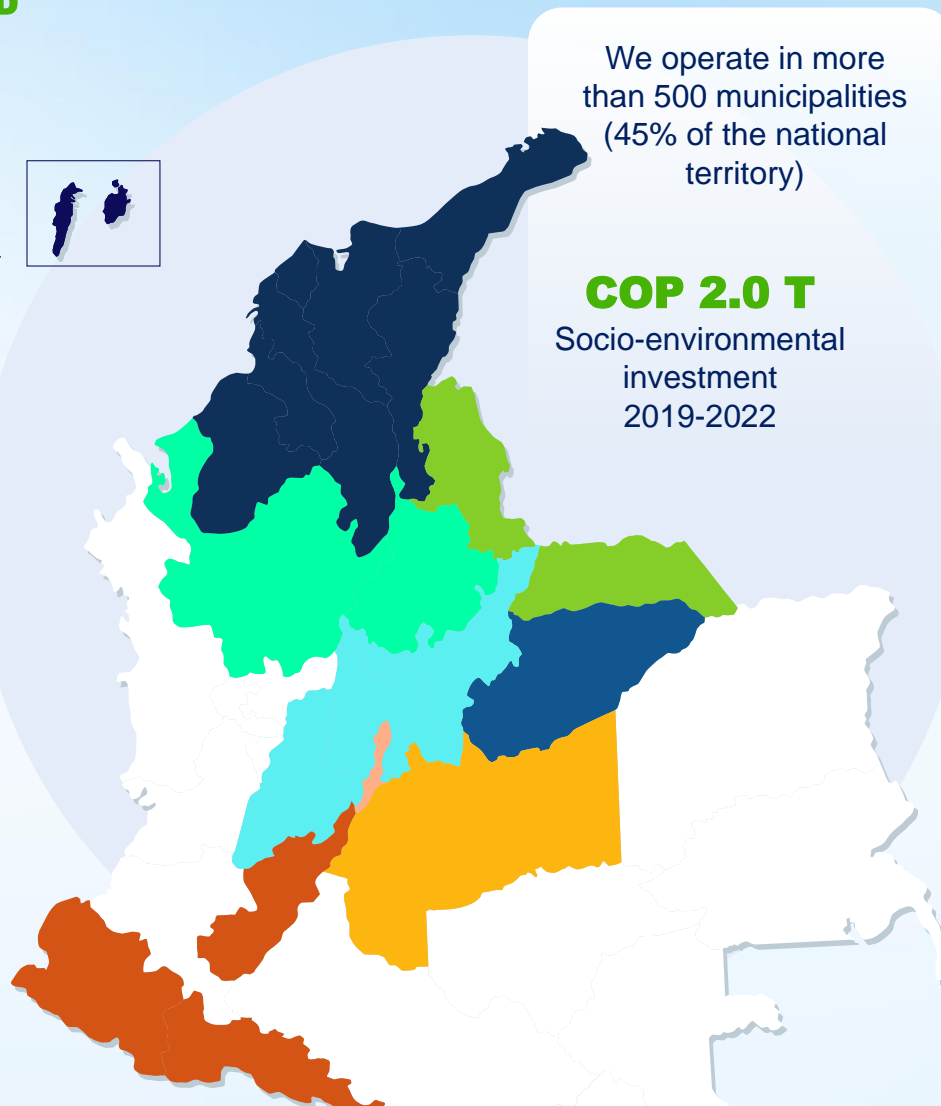 We operate in more
than 500 municipalities
(45% of the national
territory)
COP 2.0 T
Socio-environmental
investment
2019-2022